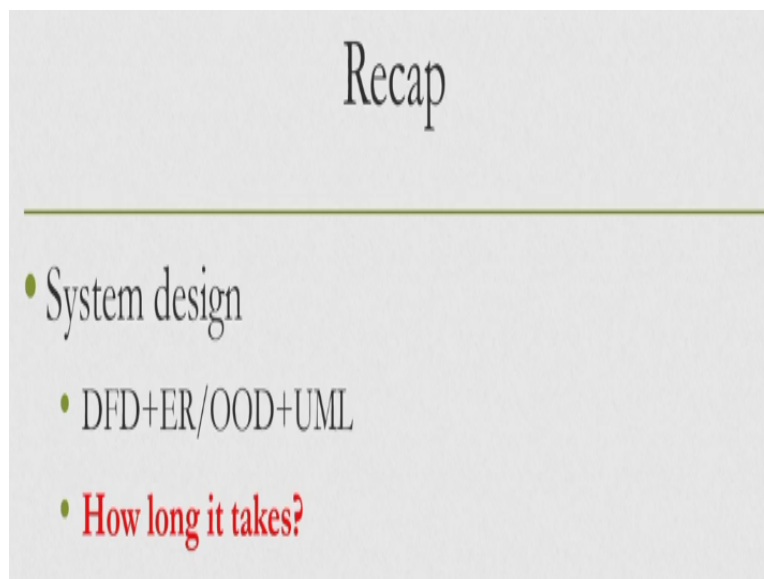 Recap
System design
DFD+ER/OOD+UML
How long it takes?